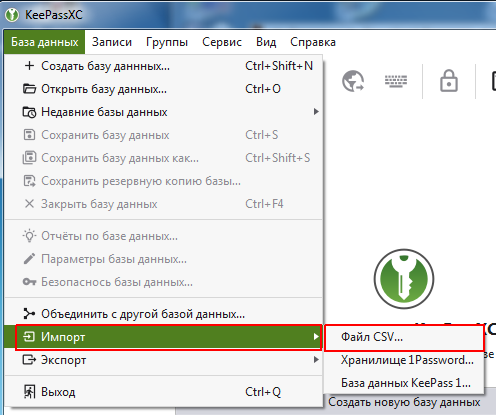 KeePassXC
База данных Записи Группы Сервис Вид Справка
Создать базу даннных... Ctrl+Shift+N
Открыть базу данных... Ctrl+O
Недавние базы данных
Сохранить базу данных Ctrl+S
Сохранить базу данных как... Ctrl+Shift+S
Сохранить резервную копию базы...
Закрыть базу данных Ctrl+F4
Отчёты по базе данных...
Параметры базы данных...
Безопаснось базы данных...
Объединить с другой базой данных...
Импорт
Файл CSV...
Экспорт
Хранилище 1Password...
База данных KeePass 1...
Выход Ctrl+Q
Создать новую базу данных